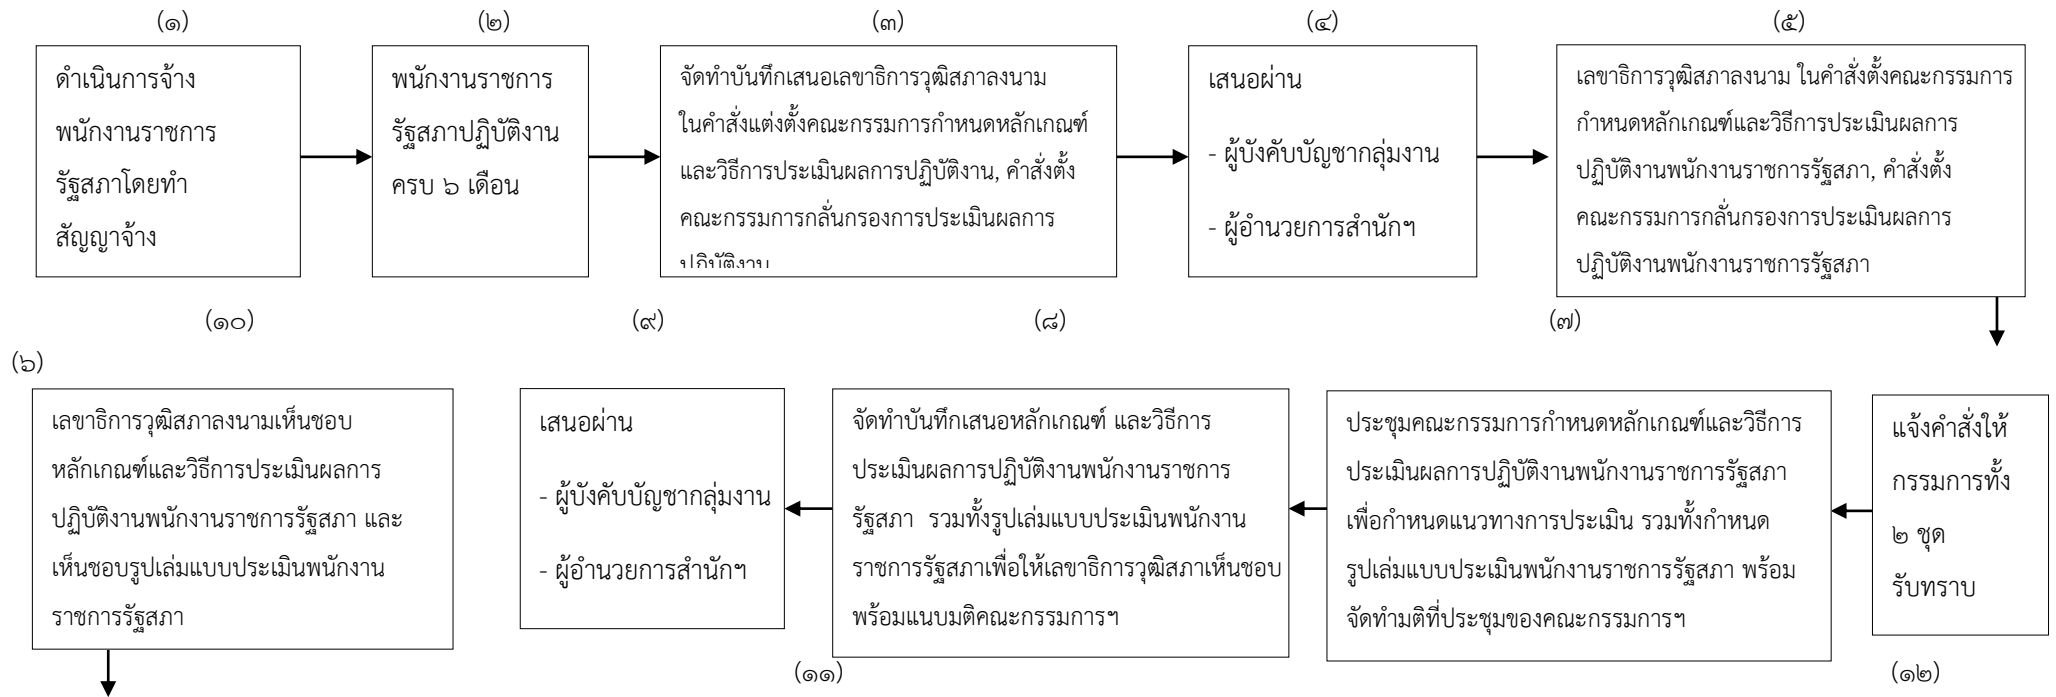 (๑)
(๒)
(๓)
(๔)
(๕)
ดำเนินการจ้าง
พนักงานราชการ
รัฐสภาโดยทำ
สัญญาจ้าง
พนักงานราชการ
รัฐสภาปฏิบัติงาน
ครบ ๖ เดือน
จัดทำบันทึกเสนอเลขาธิการวุฒิสภาลงนาม
ในคำสั่งแต่งตั้งคณะกรรมการกำหนดหลักเกณฑ์
และวิธีการประเมินผลการปฏิบัติงาน, คำสั่งตั้ง
คณะกรรมการกลั่นกรองการประเมินผลการ
ปฏิบัติงาน
เสนอผ่าน
- ผู้บังคับบัญชากลุ่มงาน
- ผู้อำนวยการสำนักฯ
เลขาธิการวุฒิสภาลงนาม ในคำสั่งตั้งคณะกรรมการ
กำหนดหลักเกณฑ์และวิธีการประเมินผลการ
ปฏิบัติงานพนักงานราชการรัฐสภา, คำสั่งตั้ง
คณะกรรมการกลั่นกรองการประเมินผลการ
ปฏิบัติงานพนักงานราชการรัฐสภา
(๑๐)
(๙)
(๘)
(๗)
(๖)
เลขาธิการวุฒิสภาลงนามเห็นชอบ
หลักเกณฑ์และวิธีการประเมินผลการ
ปฏิบัติงานพนักงานราชการรัฐสภา และ
เห็นชอบรูปเล่มแบบประเมินพนักงาน
ราชการรัฐสภา
เสนอผ่าน
- ผู้บังคับบัญชากลุ่มงาน
- ผู้อำนวยการสำนักฯ
จัดทำบันทึกเสนอหลักเกณฑ์ และวิธีการ
ประเมินผลการปฏิบัติงานพนักงานราชการ
รัฐสภา รวมทั้งรูปเล่มแบบประเมินพนักงาน
ราชการรัฐสภาเพื่อให้เลขาธิการวุฒิสภาเห็นชอบ
พร้อมแนบมติคณะกรรมการฯ
ประชุมคณะกรรมการกำหนดหลักเกณฑ์และวิธีการ
ประเมินผลการปฏิบัติงานพนักงานราชการรัฐสภา
เพื่อกำหนดแนวทางการประเมิน รวมทั้งกำหนด
รูปเล่มแบบประเมินพนักงานราชการรัฐสภา พร้อม
จัดทำมติที่ประชุมของคณะกรรมการฯ
แจ้งคำสั่งให้
กรรมการทั้ง
๒ ชุด
รับทราบ
(๑๑)
(๑๒)